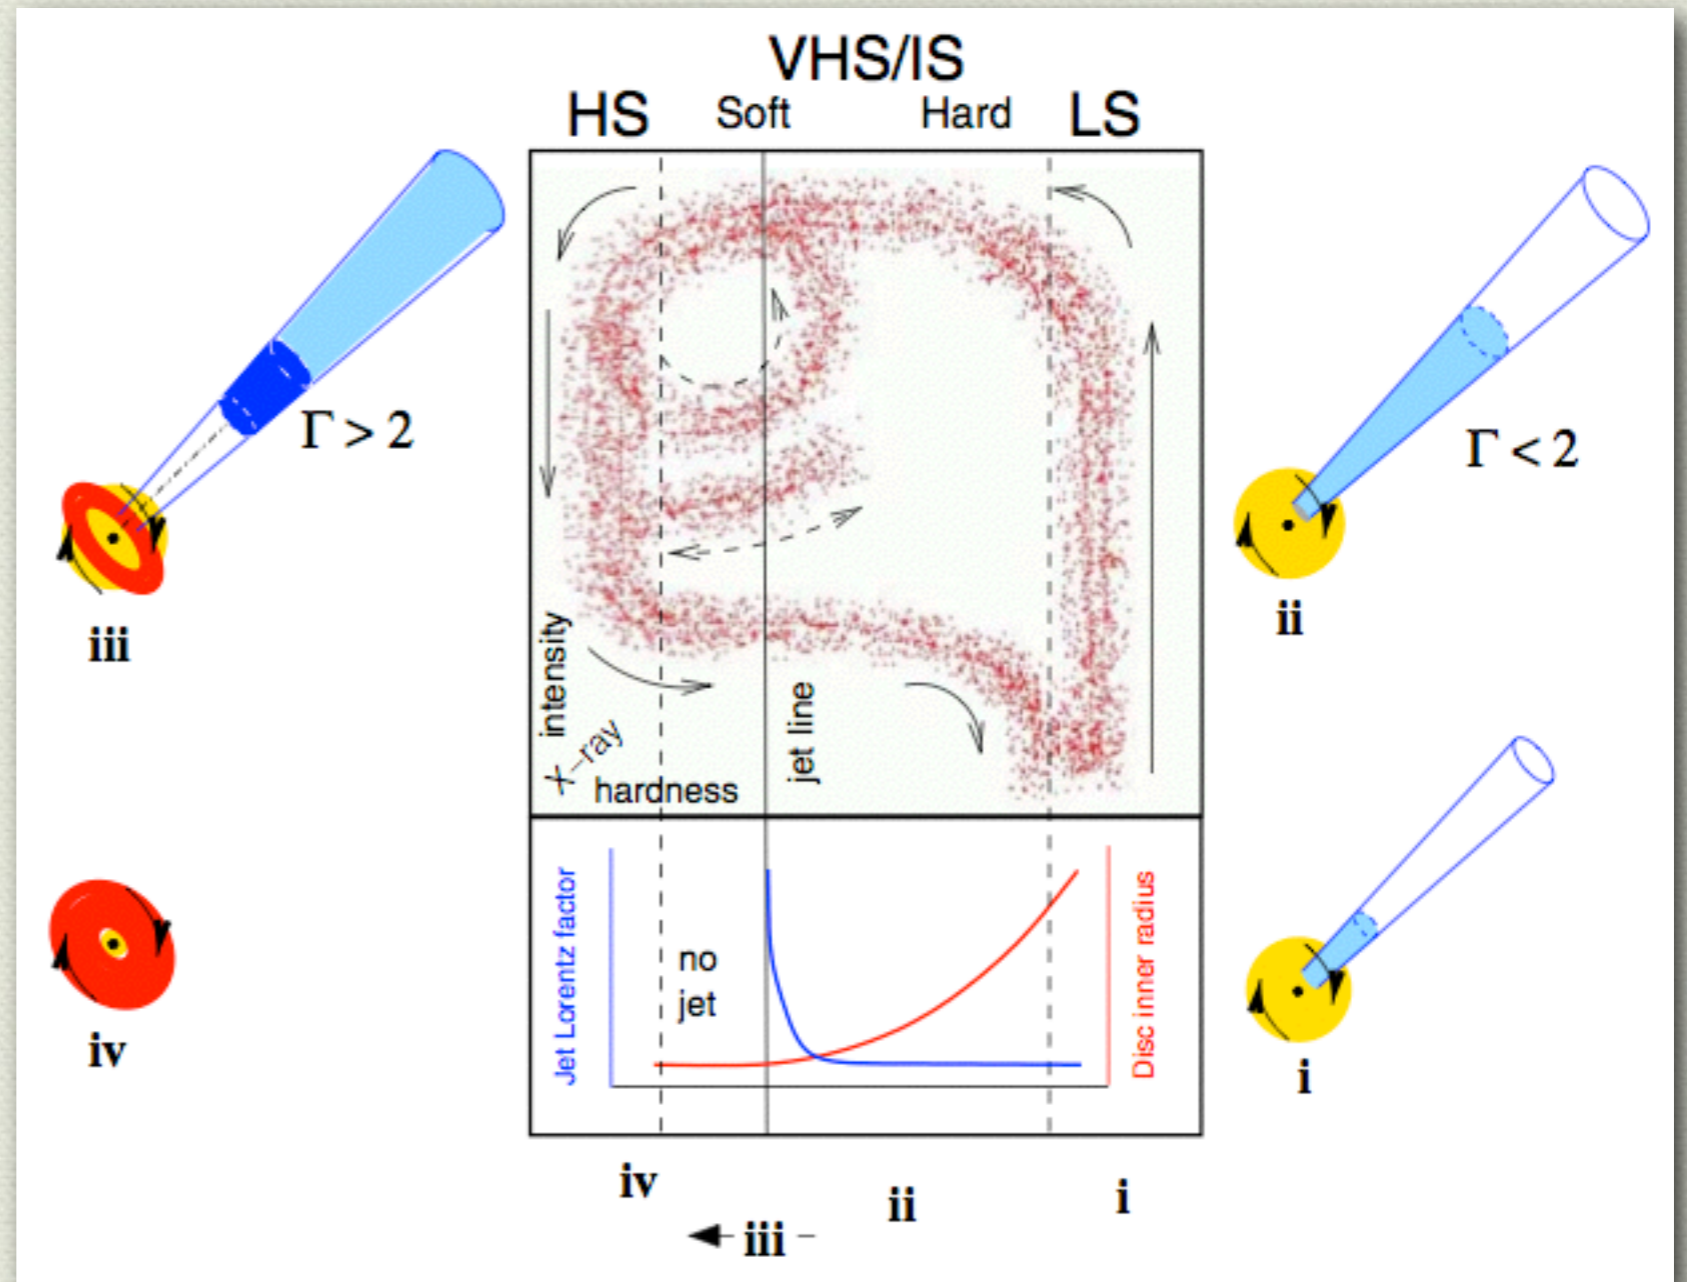 VHS/IS
HS
Soft
Hard
LS
Γ > 2
iii
Γ < 2
ii
intensity
X-ray
hardness
jet line
Jet Lorentz factor
no
jet
Disc inner radius
iv
i
iv
ii
i
iii